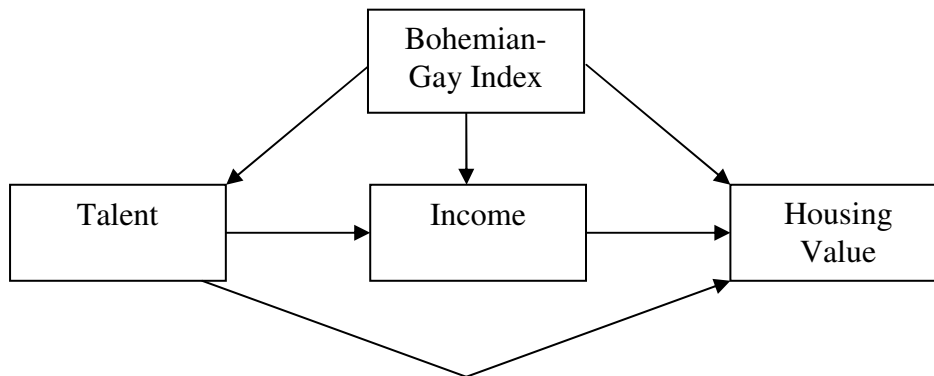 Bohemian-
Gay Index
Talent
Income
Housing
Value